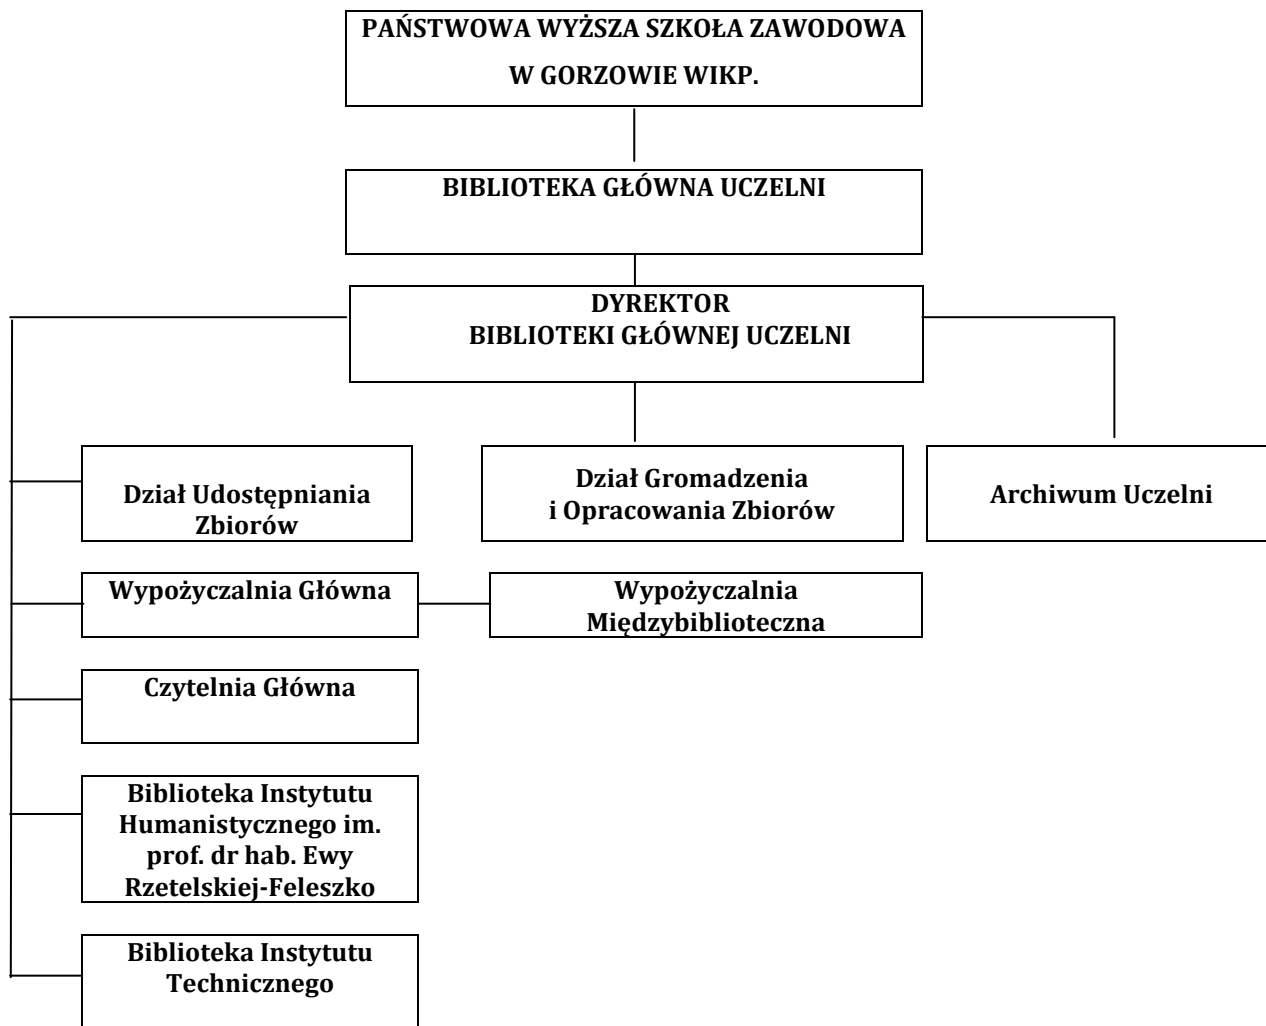 PAŃSTWOWA WYŻSZA SZKOŁA ZAWODOWA
W GORZOWIE WIKP.
BIBLIOTEKA GŁÓWNA UCZELNI
DYREKTOR
BIBLIOTEKI GŁÓWNEJ UCZELNI
Dział Udostępniania
Zbiorów
Dział Gromadzenia
i Opracowania Zbiorów
Archiwum Uczelni
Wypożyczalnia Główna
Wypożyczalnia
Międzybiblioteczna
Czytelnia Główna
Biblioteka Instytutu
Humanistycznego im.
prof. dr hab. Ewy
Rzetelskiej-Feleszko
Biblioteka Instytutu
Technicznego